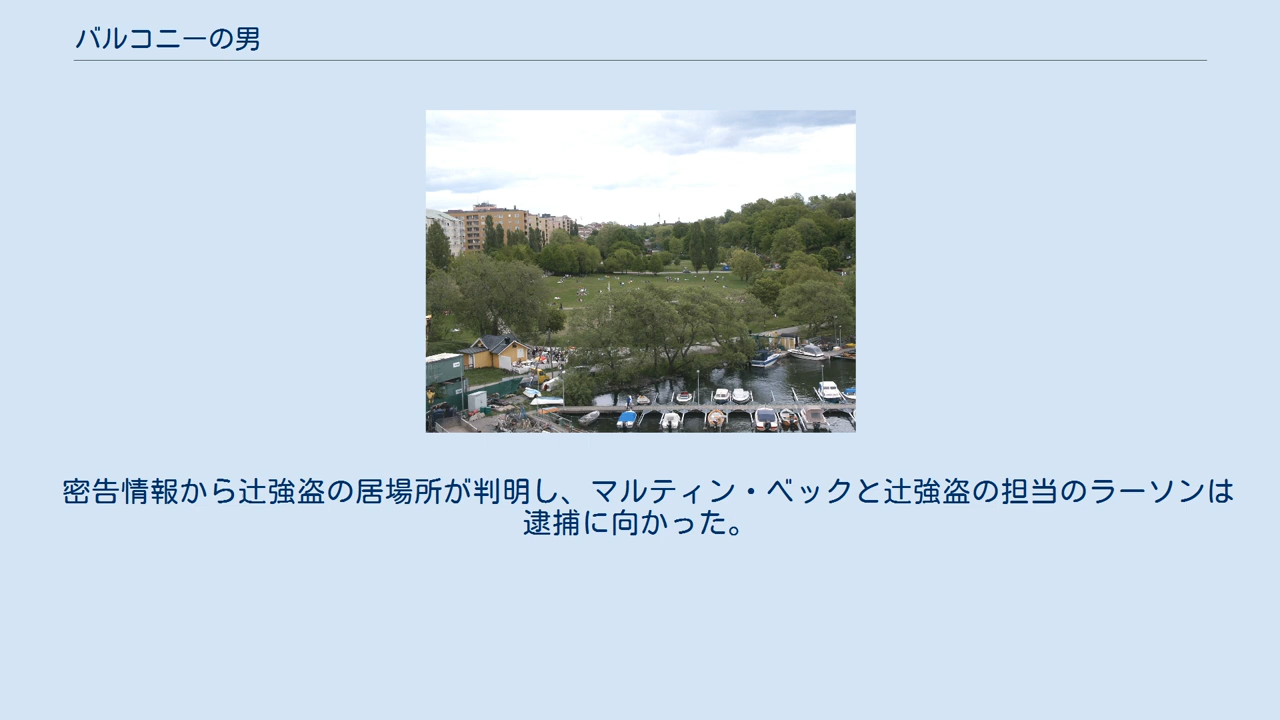 バルコニーの男
密告情報から辻強盗の居場所が判明し、マルティン・ベックと辻強盗の担当のラーソンは
逮捕に向かった。